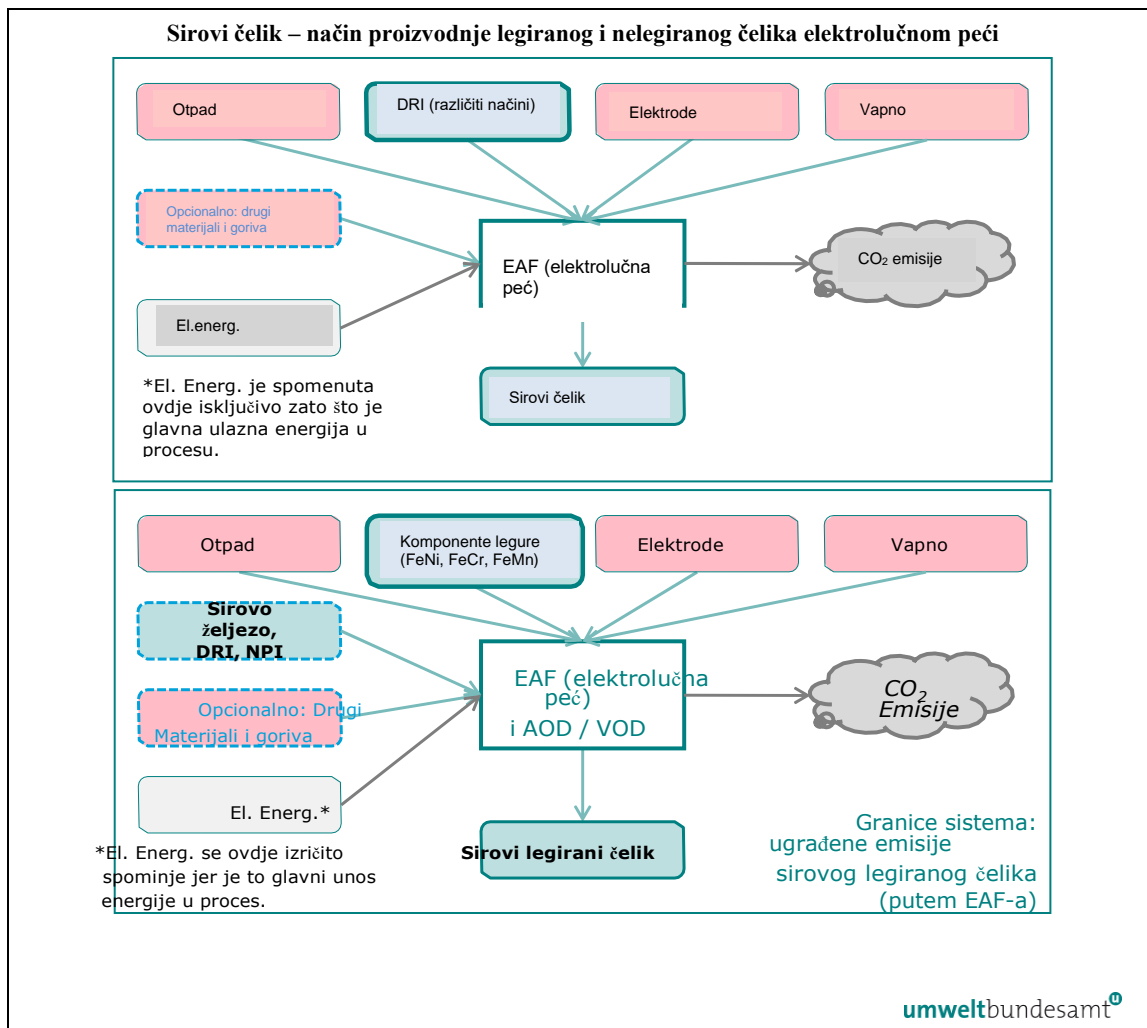 Sirovi čelik – način proizvodnje legiranog i nelegiranog čelika elektrolučnom peći
Otpad
DRI (različiti načini)
Elektrode
Vapno
Opcionalno: drugi
materijali i goriva
EAF (elektrolučna
peć)
CO₂ emisije
El.energ.
Sirovi čelik
*El. Energ. je spomenuta
ovdje isključivo zato što je
glavna ulazna energija u
procesu.
Otpad
Komponente legure
(FeNi, FeCr, FeMn)
Elektrode
Vapno
Sirovo
željezo,
DRI, NPI
EAF (elektrolučna
peć)
i AOD / VOD
CO₂
Emisije
Opcionalno: Drugi
Materijali i goriva
El. Energ.*
Sirovi legirani čelik
*El. Energ. se ovdje izričito
spominje jer je to glavni unos
energije u proces.
Granice sistema:
ugrađene emisije
sirovog legiranog čelika
(putem EAF-a)
umweltbundesamt